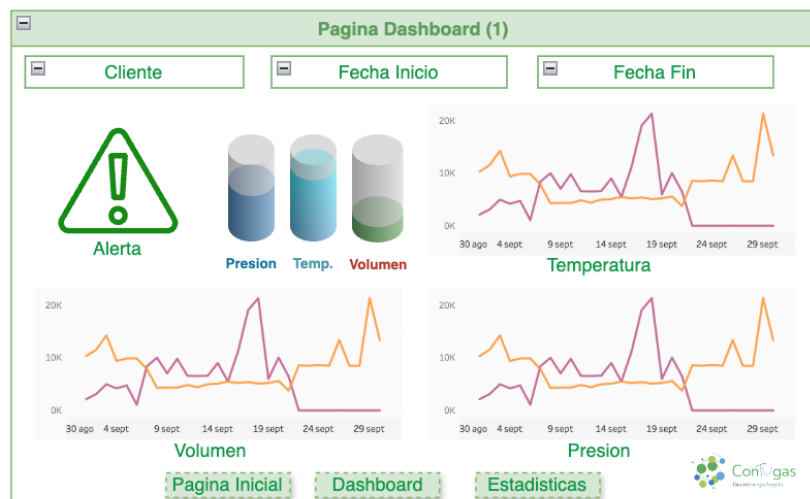 Pagina Dashboard (1)
Cliente
Fecha Inicio
Fecha Fin
Alerta
Presion
Temp.
Volumen
20K
10K
0K
30 ago
4 sept
9 sept
14 sept
19 sept
24 sept
29 sept
Temperatura
20K
10K
0K
30 ago
4 sept
9 sept
14 sept
19 sept
24 sept
29 sept
Volumen
20K
10K
0K
30 ago
4 sept
9 sept
14 sept
19 sept
24 sept
29 sept
Presion
Pagina Inicial
Dashboard
Estadisticas
ConTUgas